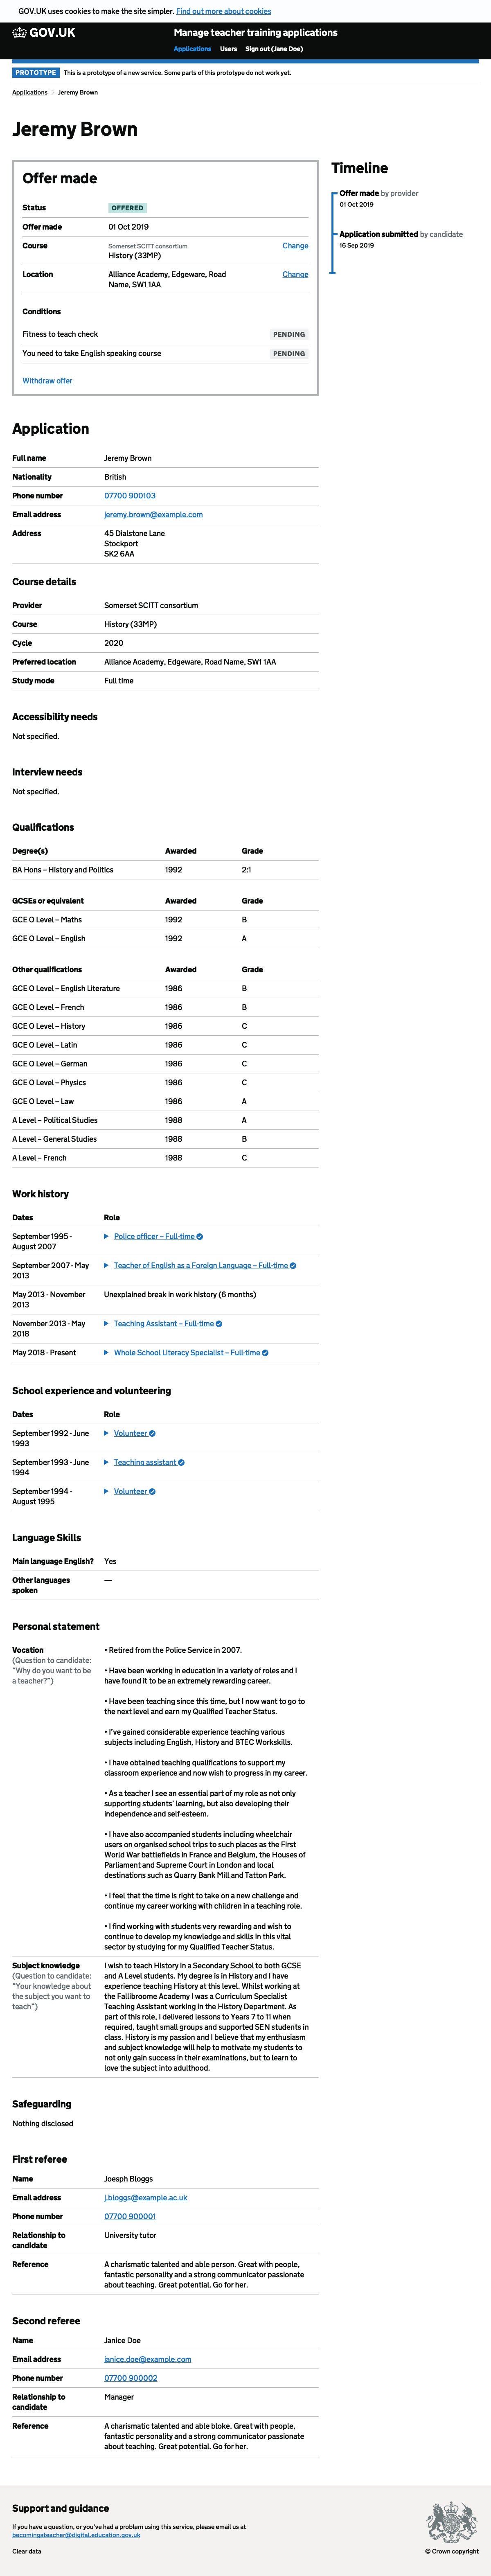 GOV.UK uses cookies to make the site simpler. Find out more about cookies
GOV.UK
Manage teacher training applications
Applications Users Sign out (Jane Doe)
PROTOTYPE This is a prototype of a new service. Some parts of this prototype do not work yet.
Applications > Jeremy Brown
Jeremy Brown
Offer made
Status OFFERED
Offer made 01 Oct 2019
Course Somerset SCITT consortium
History (33MP) Change
Location Alliance Academy, Edgeware, Road
Name, SW1 1AA Change
Conditions
Fitness to teach check PENDING
You need to take English speaking course PENDING
Withdraw offer
Timeline
Offer made by provider
01 Oct 2019
Application submitted by candidate
16 Sep 2019
Application
Full name Jeremy Brown
Nationality British
Phone number 07700 900103
Email address jeremy.brown@example.com
Address 45 Dialstone Lane
Stockport
SK2 6AA
Course details
Provider Somerset SCITT consortium
Course History (33MP)
Cycle 2020
Preferred location Alliance Academy, Edgeware, Road Name, SW1 1AA
Study mode Full time
Accessibility needs
Not specified.
Interview needs
Not specified.
Qualifications
Degree(s) Awarded Grade
BA Hons – History and Politics 1992 2:1
GCSEs or equivalent Awarded Grade
GCE O Level – Maths 1992 B
GCE O Level – English 1992 A
Other qualifications Awarded Grade
GCE O Level – English Literature 1986 B
GCE O Level – French 1986 B
GCE O Level – History 1986 C
GCE O Level – Latin 1986 C
GCE O Level – German 1986 C
GCE O Level – Physics 1986 C
GCE O Level – Law 1986 A
A Level – Political Studies 1988 A
A Level – General Studies 1988 B
A Level – French 1988 C
Work history
Dates Role
September 1995 -
August 2007 Police officer – Full-time
September 2007 - May
2013 Teacher of English as a Foreign Language – Full-time
May 2013 - November
2013 Unexplained break in work history (6 months)
November 2013 - May
2018 Teaching Assistant – Full-time
May 2018 - Present Whole School Literacy Specialist – Full-time
School experience and volunteering
Dates Role
September 1992 - June
1993 Volunteer
September 1993 - June
1994 Teaching assistant
September 1994 -
August 1995 Volunteer
Language Skills
Main language English? Yes
Other languages
spoken —
Personal statement
Vocation
(Question to candidate:
“Why do you want to be
a teacher?”)
• Retired from the Police Service in 2007.
• Have been working in education in a variety of roles and I
have found it to be an extremely rewarding career.
• Have been teaching since this time, but I now want to go to
the next level and earn my Qualified Teacher Status.
• I’ve gained considerable experience teaching various
subjects including English, History and BTEC Workskills.
• I have obtained teaching qualifications to support my
classroom experience and now wish to progress in my career.
• As a teacher I see an essential part of my role as not only
supporting students’ learning, but also developing their
independence and self-esteem.
• I have also accompanied students including wheelchair
users on organised school trips to such places as the First
World War battlefields in France and Belgium, the Houses of
Parliament and Supreme Court in London and local
destinations such as Quarry Bank Mill and Tatton Park.
• I feel that the time is right to take on a new challenge and
continue my career working with children in a teaching role.
• I find working with students very rewarding and wish to
continue to develop my knowledge and skills in this vital
sector by studying for my Qualified Teacher Status.
Subject knowledge
(Question to candidate:
“Your knowledge about
the subject you want to
teach”)
I wish to teach History in a Secondary School to both GCSE
and A Level students. My degree is in History and I have
experience teaching History at this level. Whilst working at
the Fallibroome Academy I was a Curriculum Specialist
Teaching Assistant working in the History Department. As
part of this role, I delivered lessons to Years 7 to 11 when
required, taught small groups and supported SEN students in
class. History is my passion and I believe that my enthusiasm
and subject knowledge will help to motivate my students to
not only gain success in their examinations, but to learn to
love the subject into adulthood.
Safeguarding
Nothing disclosed
First referee
Name Joesph Bloggs
Email address j.bloggs@example.ac.uk
Phone number 07700 900001
Relationship to
candidate University tutor
Reference A charismatic talented and able person. Great with people,
fantastic personality and a strong communicator passionate
about teaching. Great potential. Go for her.
Second referee
Name Janice Doe
Email address janice.doe@example.com
Phone number 07700 900002
Relationship to
candidate Manager
Reference A charismatic talented and able bloke. Great with people,
fantastic personality and a strong communicator passionate
about teaching. Great potential. Go for her.
Support and guidance
If you have a question, or you’ve had a problem using this service, please email us at
becomingateacher@digital.education.gov.uk
Clear data
© Crown copyright